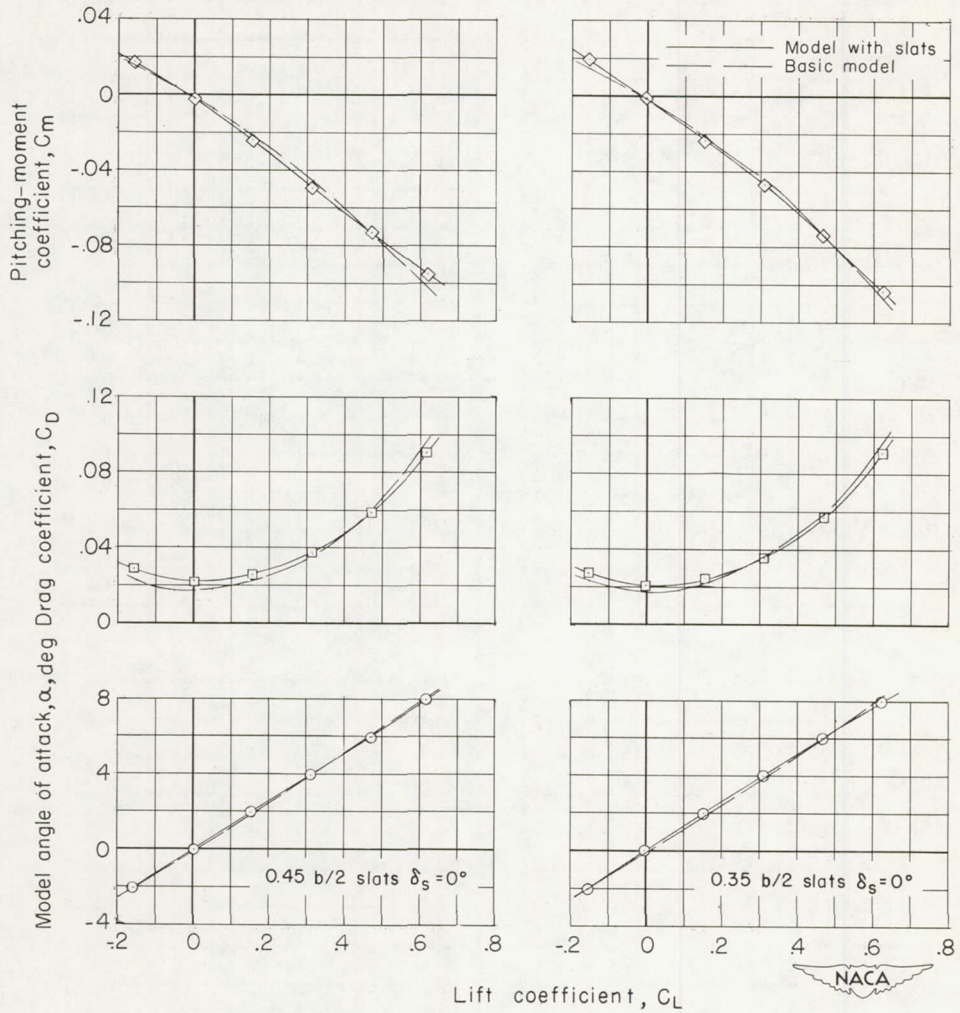 .04
0
-.04
-.08
-.12
Pitching-moment
coefficient, Cm
Model with slats
Basic model
.12
.08
.04
0
Drag coefficient, CD
8
4
0
-4
Model angle of attack, α, deg
0.45 b/2 slats δs=0°
0.35 b/2 slats δs=0°
-.2 0 .2 .4 .6 .8
-.2 0 .2 .4 .6 .8
Lift coefficient, CL
NACA